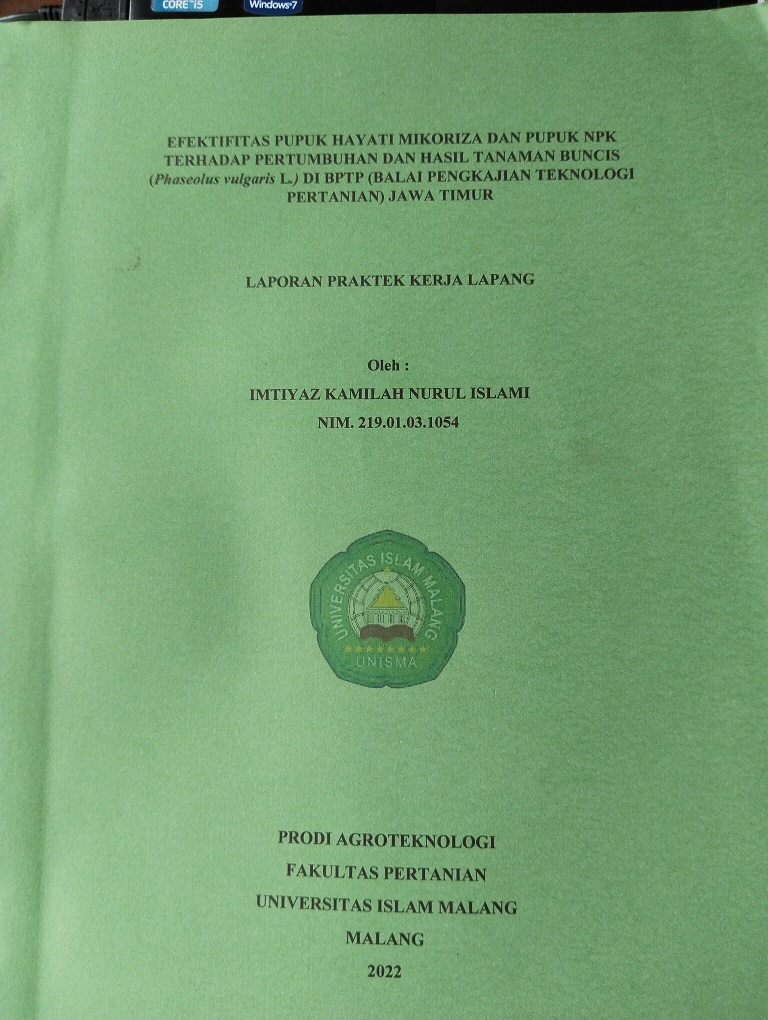 CORE™i5
Windows®7
EFEKTIFITAS PUPUK HAYATI MIKORIZA DAN PUPUK NPK
TERHADAP PERTUMBUHAN DAN HASIL TANAMAN BUNCIS
(Phaseolus vulgaris L.) DI BPTP (BALAI PENGKAJIAN TEKNOLOGI
PERTANIAN) JAWA TIMUR
LAPORAN PRAKTEK KERJA LAPANG
Oleh :
IMTIYAZ KAMILAH NURUL ISLAMI
NIM. 219.01.03.1054
UNIVERSITAS ISLAM MALANG
UNISMA
PRODI AGROTEKNOLOGI
FAKULTAS PERTANIAN
UNIVERSITAS ISLAM MALANG
MALANG
2022